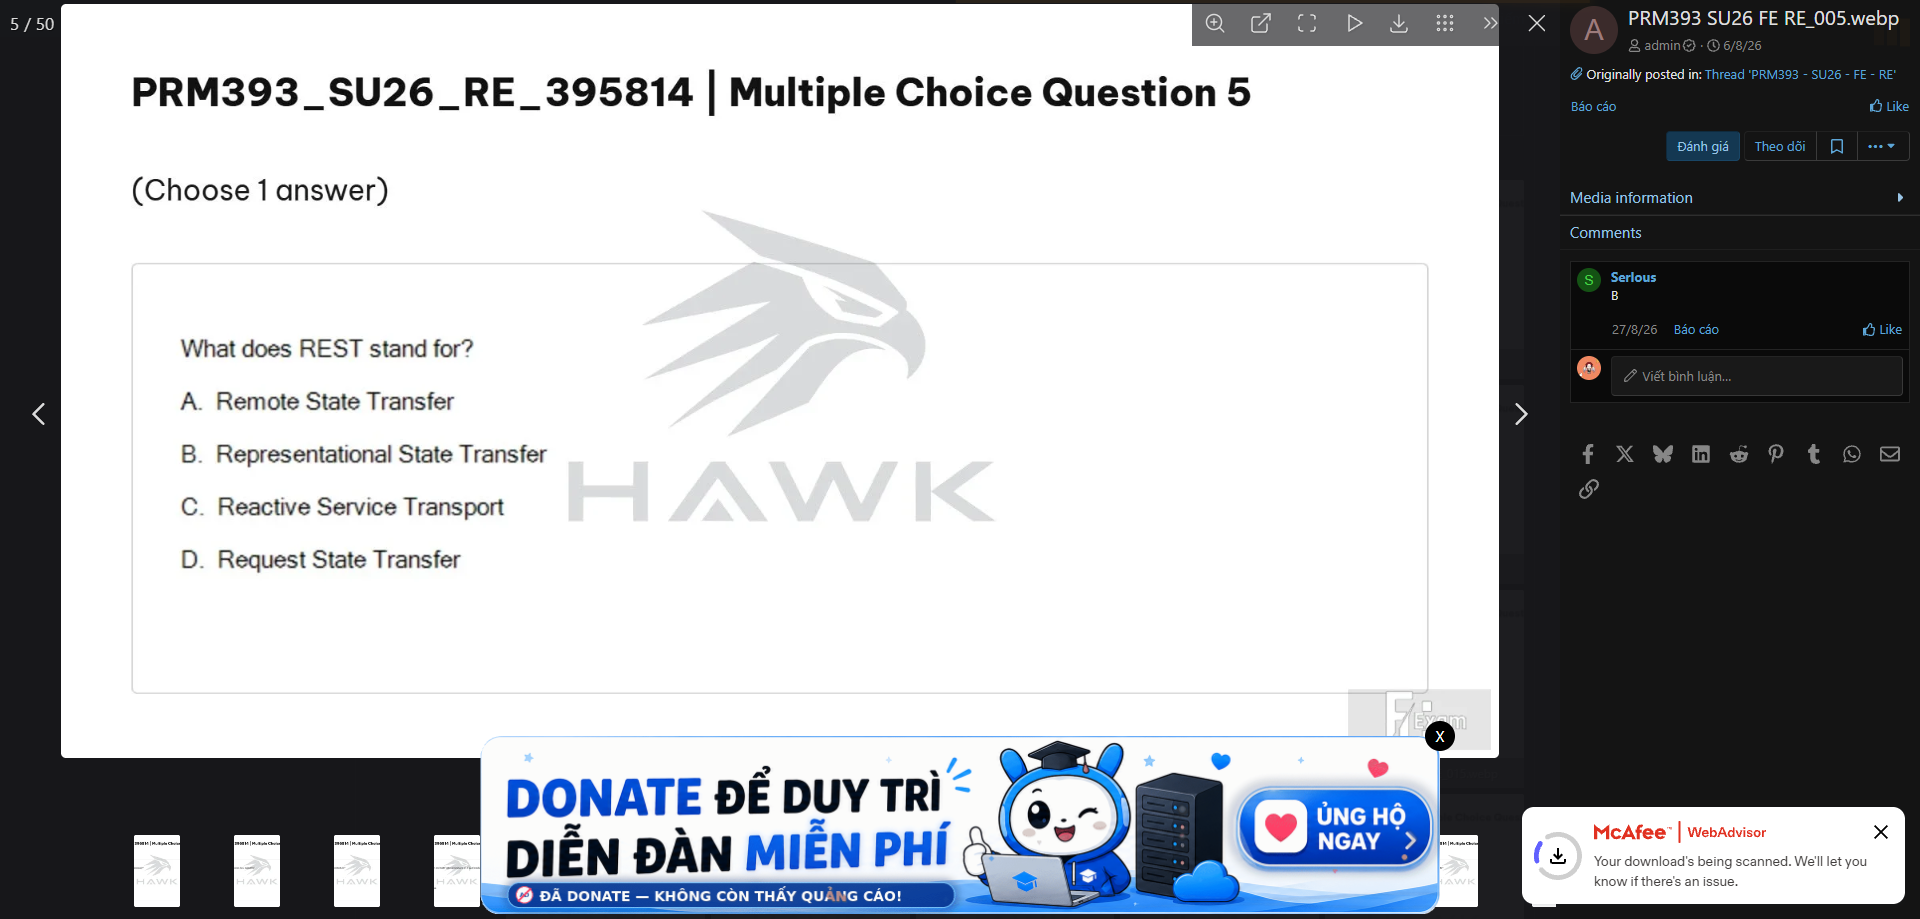 5 / 50
PRM393_SU26_RE_395814 | Multiple Choice Question 5
(Choose 1 answer)
What does REST stand for?
A. Remote State Transfer
B. Representational State Transfer
C. Reactive Service Transport
D. Request State Transfer
HAWK
Exam
X
DONATE ĐỂ DUY TRÌ
DIỄN ĐÀN MIỄN PHÍ
ĐÃ DONATE — KHÔNG CÒN THẤY QUẢNG CÁO!
ỦNG HỘ
NGAY
A
PRM393 SU26 FE RE_005.webp
admin · 6/8/26
Originally posted in: Thread 'PRM393 - SU26 - FE - RE'
Báo cáo
Like
Đánh giá
Theo dõi
Media information
Comments
S
Serlous
B
27/8/26
Báo cáo
Like
Viết bình luận...
McAfee™ | WebAdvisor
Your download's being scanned. We'll let you
know if there's an issue.